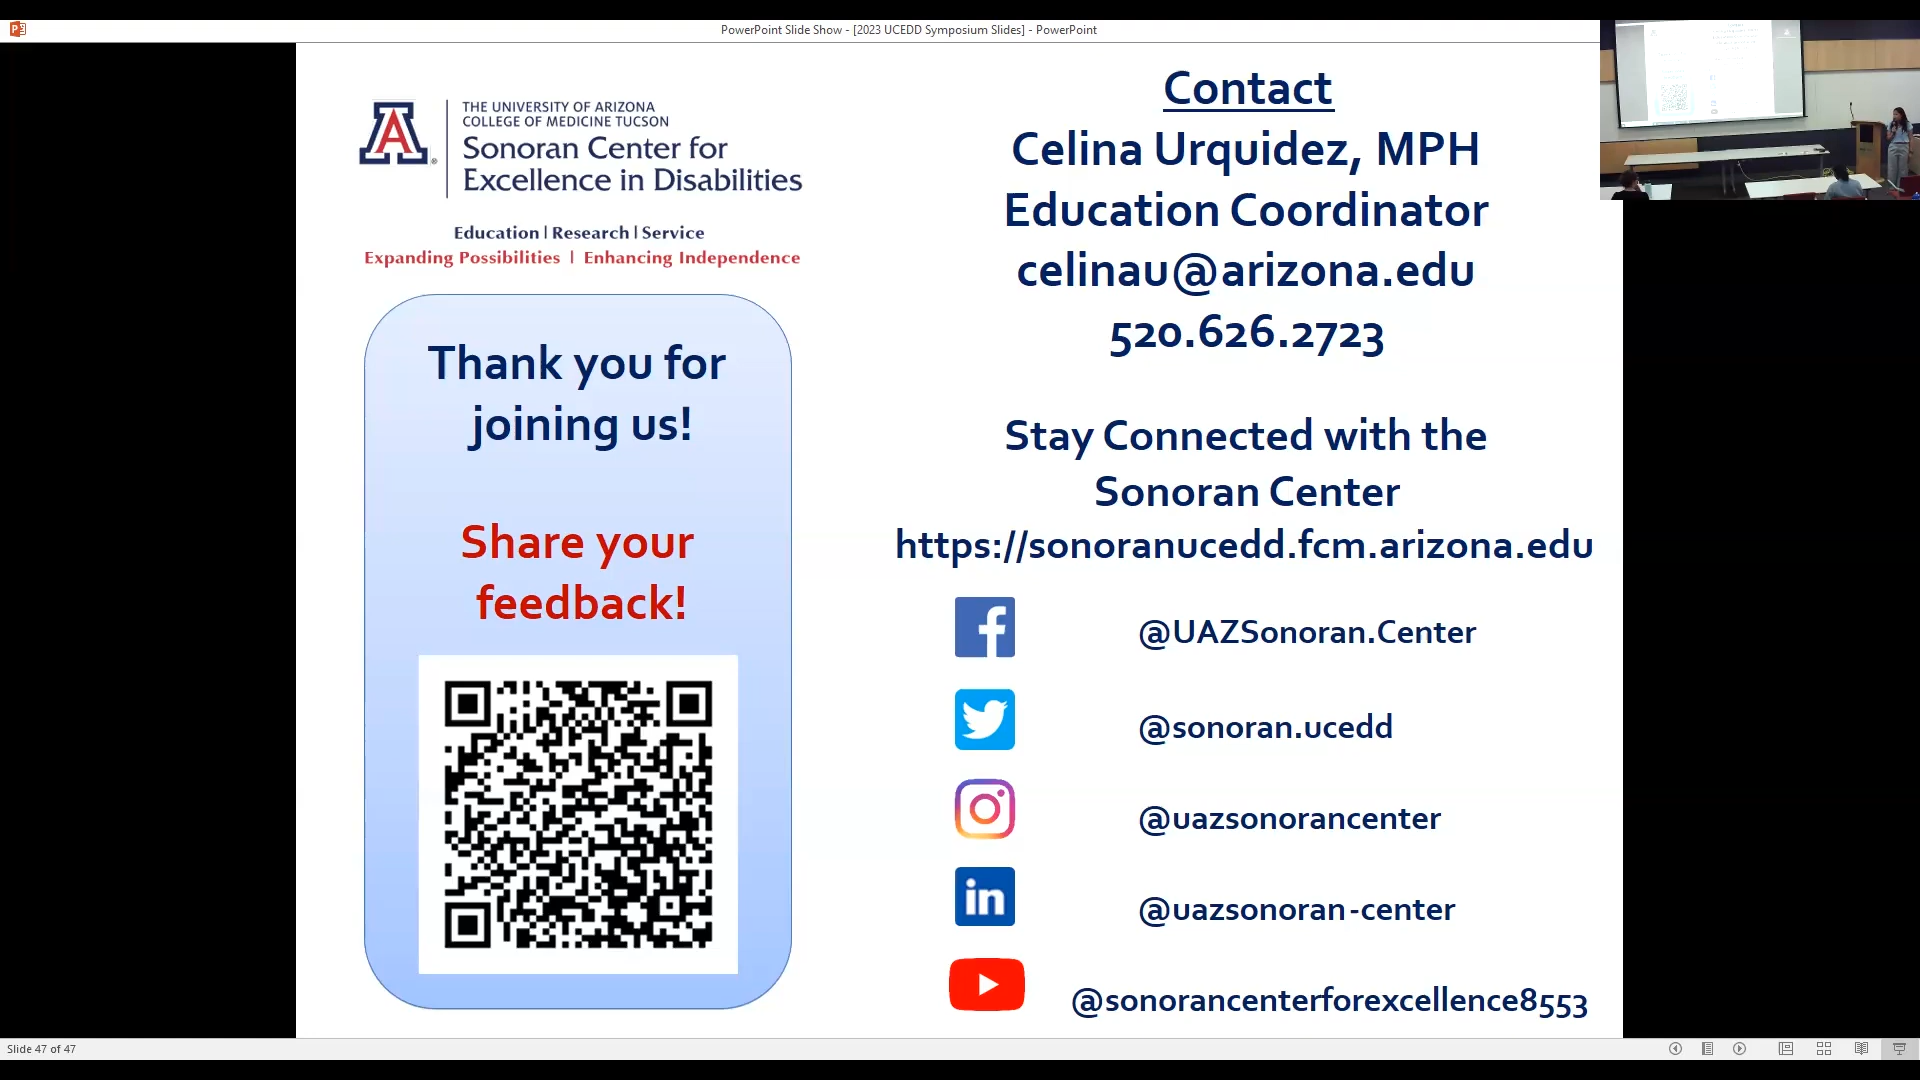 PowerPoint Slide Show - [2023 UCEDD Symposium Slides] - PowerPoint
THE UNIVERSITY OF ARIZONA
COLLEGE OF MEDICINE TUCSON
Sonoran Center for
Excellence in Disabilities
Education | Research | Service
Expanding Possibilities | Enhancing Independence
Thank you for
joining us!
Share your
feedback!
Contact
Celina Urquidez, MPH
Education Coordinator
celinau@arizona.edu
520.626.2723
Stay Connected with the
Sonoran Center
https://sonoranucedd.fcm.arizona.edu
@UAZSonoran.Center
@sonoran.ucedd
@uazsonorancenter
in
@uazsonoran-center
@sonorancenterforexcellence8553
Slide 47 of 47